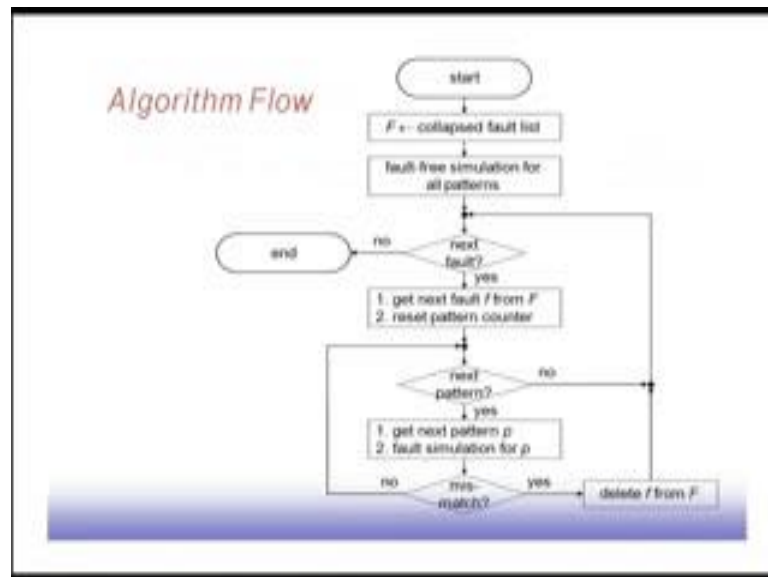 Algorithm Flow
start
F ← collapsed fault list
fault-free simulation for
all patterns
next
fault?
no
end
yes
1. get next fault f from F
2. reset pattern counter
next
pattern?
no
yes
1. get next pattern p
2. fault simulation for p
mis-
match?
no
yes
delete f from F